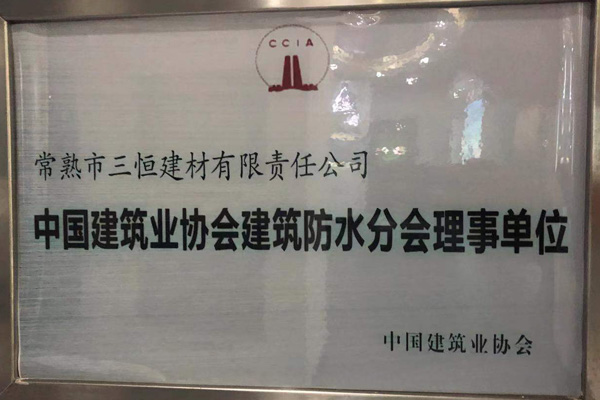 CCIA
常熟市三恒建材有限责任公司
中国建筑业协会建筑防水分会理事单位
中国建筑业协会